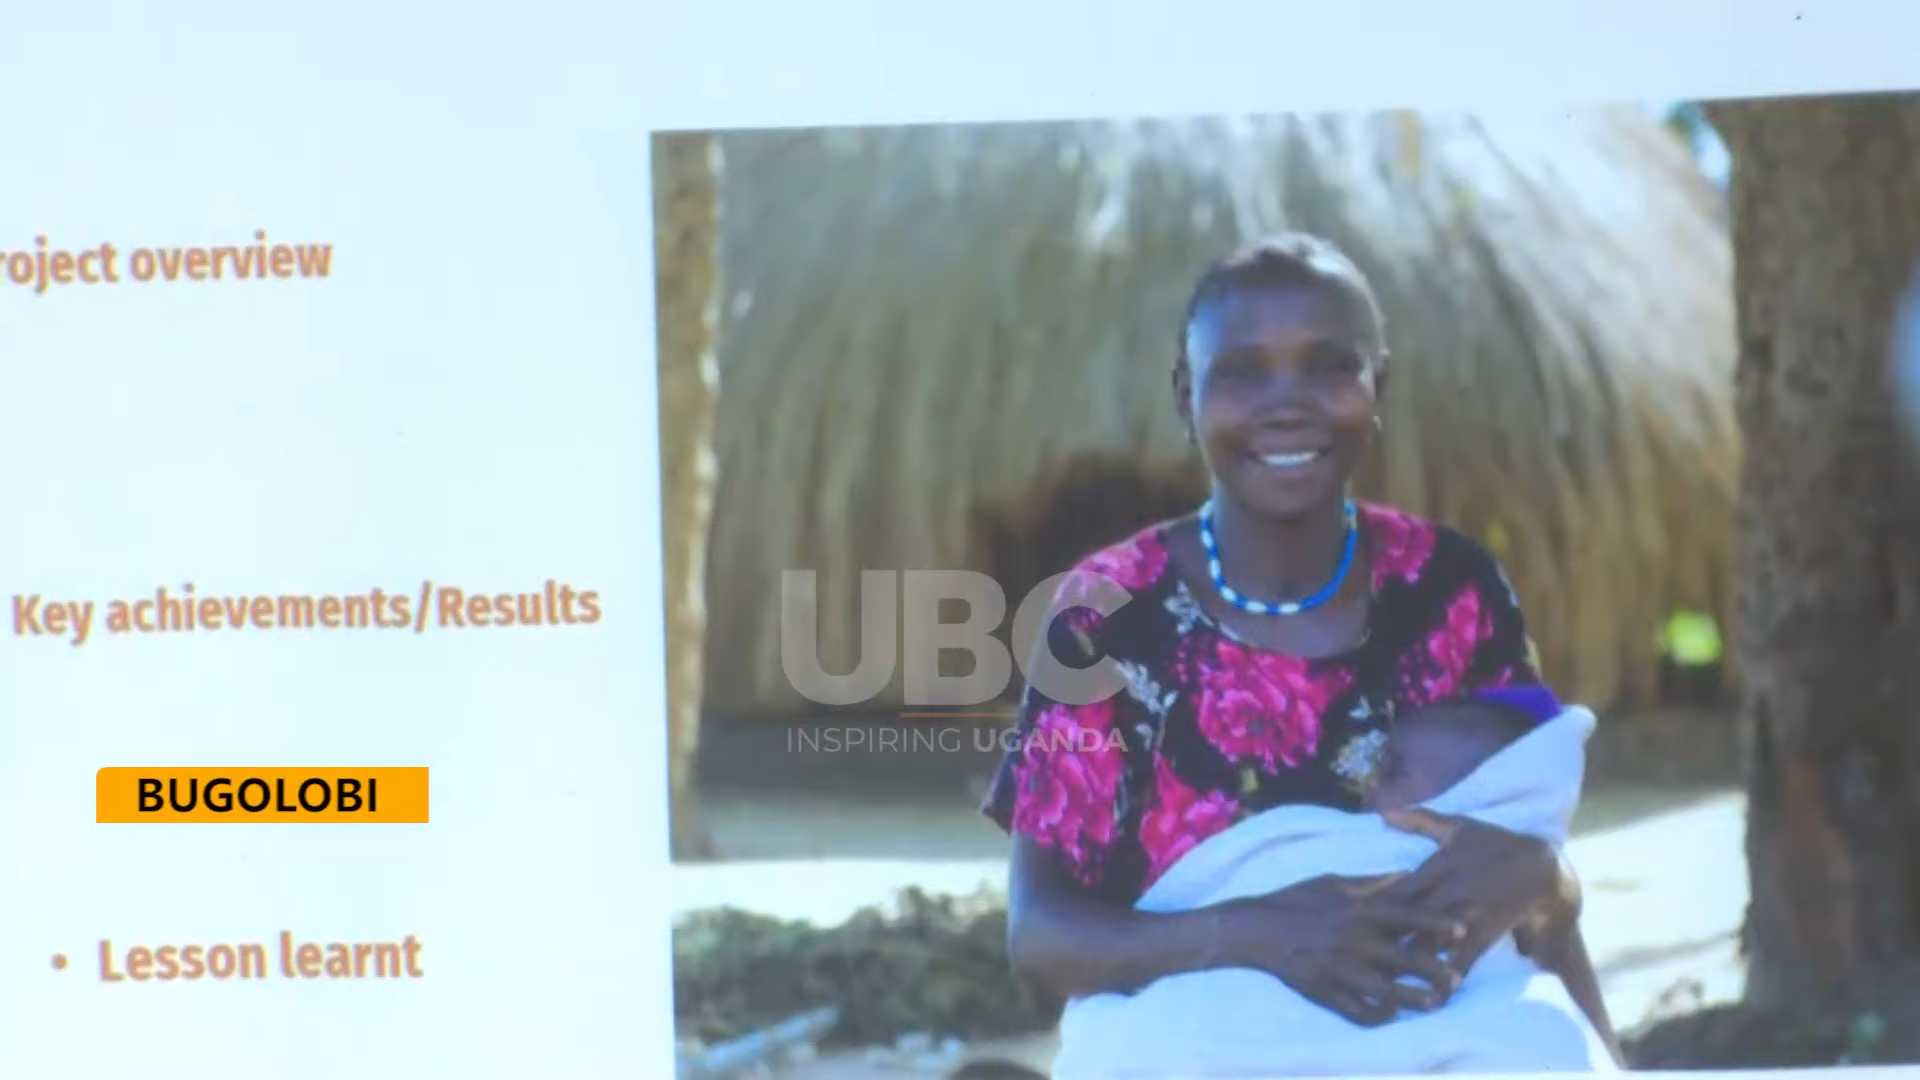 roject overview
Key achievements/Results
UBC
INSPIRING UGANDA
BUGOLOBI
• Lesson learnt